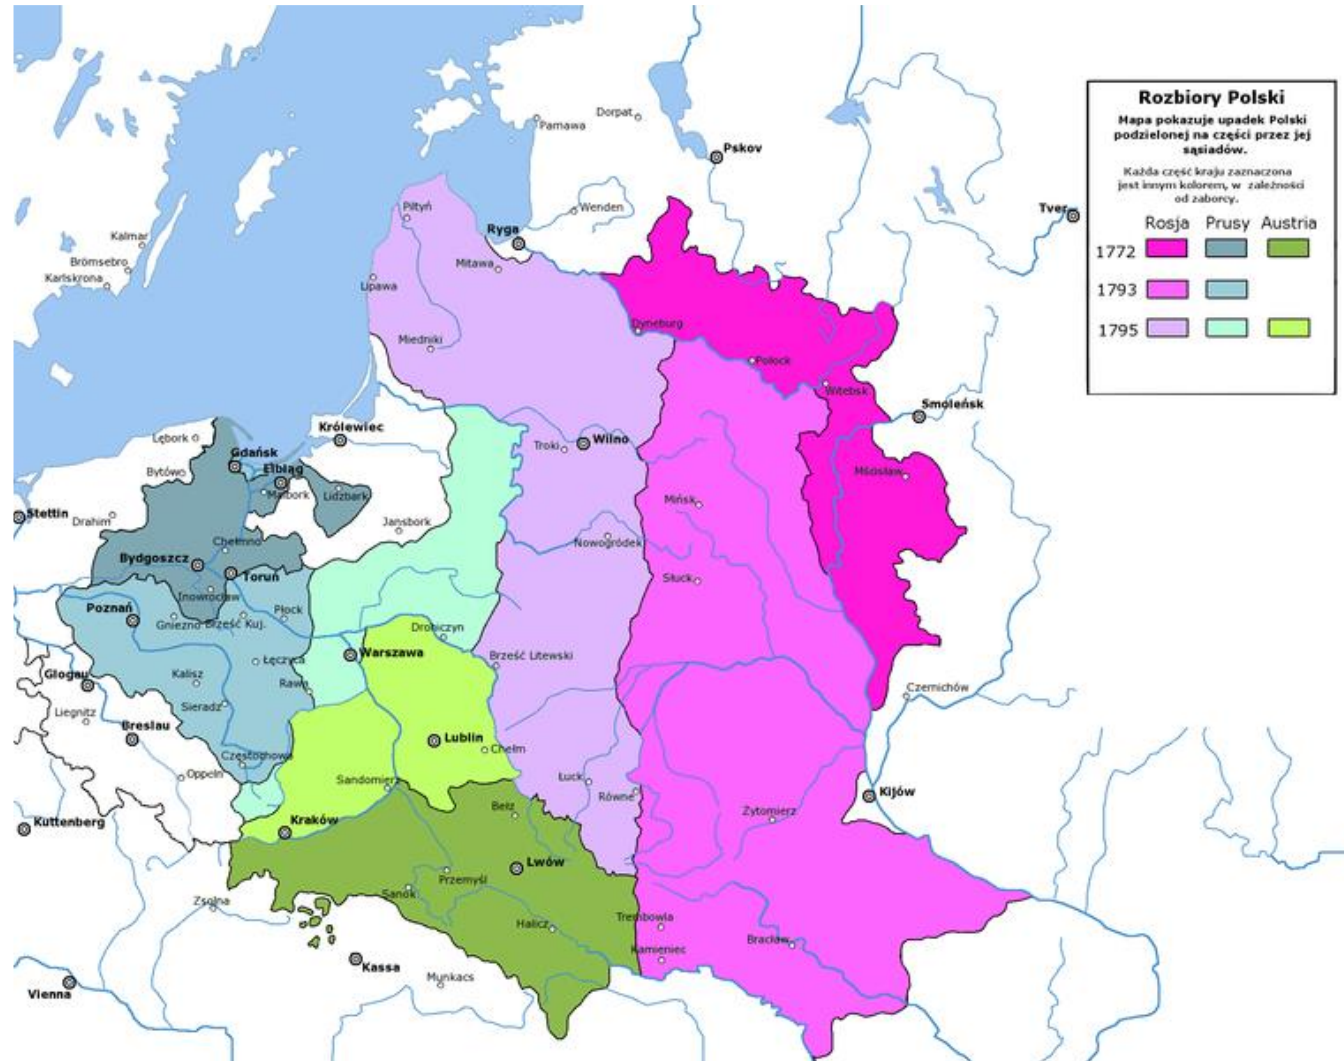 Rozbiory Polski
Mapa pokazuje upadek Polski
podzielonej na części przez jej
sąsiadów.
Każda część kraju zaznaczona
jest innym kolorem, w zależności
od zaborcy.
Rosja Prusy Austria
1772
1793
1795
Dorpat
Parnawa
Pskov
Piltyń
Wenden
Tver
Kalmar
Ryga
Brömsebro
Mitawa
Karlskrona
Lipawa
Dyneburg
Miedniki
Połock
Witebsk
Smoleńsk
Królewiec
Lębork
Troki
Wilno
Gdańsk
Bytów
Elbląg
Mścisław
Malbork
Lidzbark
Mińsk
Stettin
Drahim
Jansbork
Chełmno
Nowogródek
Bydgoszcz
Toruń
Słuck
Inowrocław
Poznań
Płock
Gniezno
Brześć Kuj.
Drohiczyn
Warszawa
Brześć Litewski
Łęczyca
Glogau
Kalisz
Rawa
Czernichów
Sieradz
Liegnitz
Breslau
Lublin
Chełm
Częstochowa
Oppeln
Sandomierz
Łuck
Równe
Kijów
Bełz
Żytomierz
Kuttenberg
Kraków
Lwów
Przemyśl
Sanok
Zsolna
Halicz
Trembowla
Bracław
Kamieniec
Kassa
Munkacs
Vienna